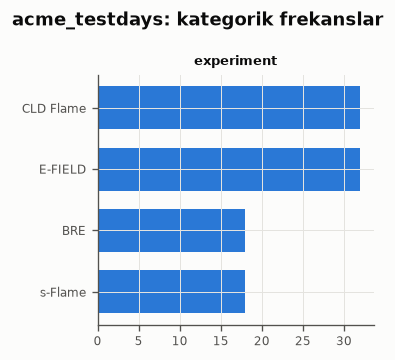 acme_testdays: kategorik frekanslar
experiment
CLD Flame
E-FIELD
BRE
s-Flame
0 5 10 15 20 25 30